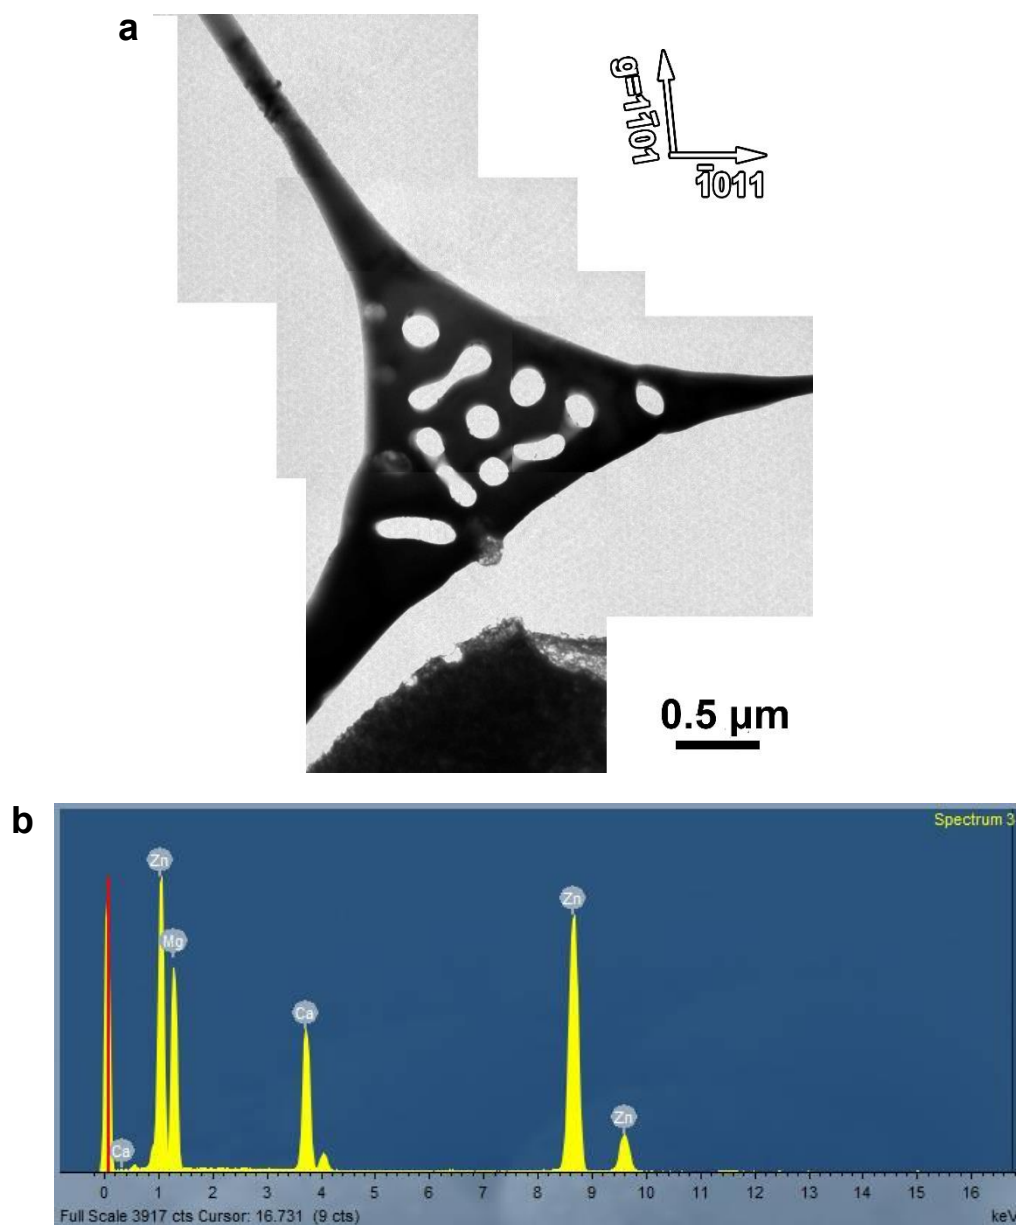 a
g=11̄01
1̄011
0.5 µm
b
Spectrum 3
Zn
Zn
Mg
Ca
Zn
Ca
0 1 2 3 4 5 6 7 8 9 10 11 12 13 14 15 16
Full Scale 3917 cts Cursor: 16.731 (9 cts) keV